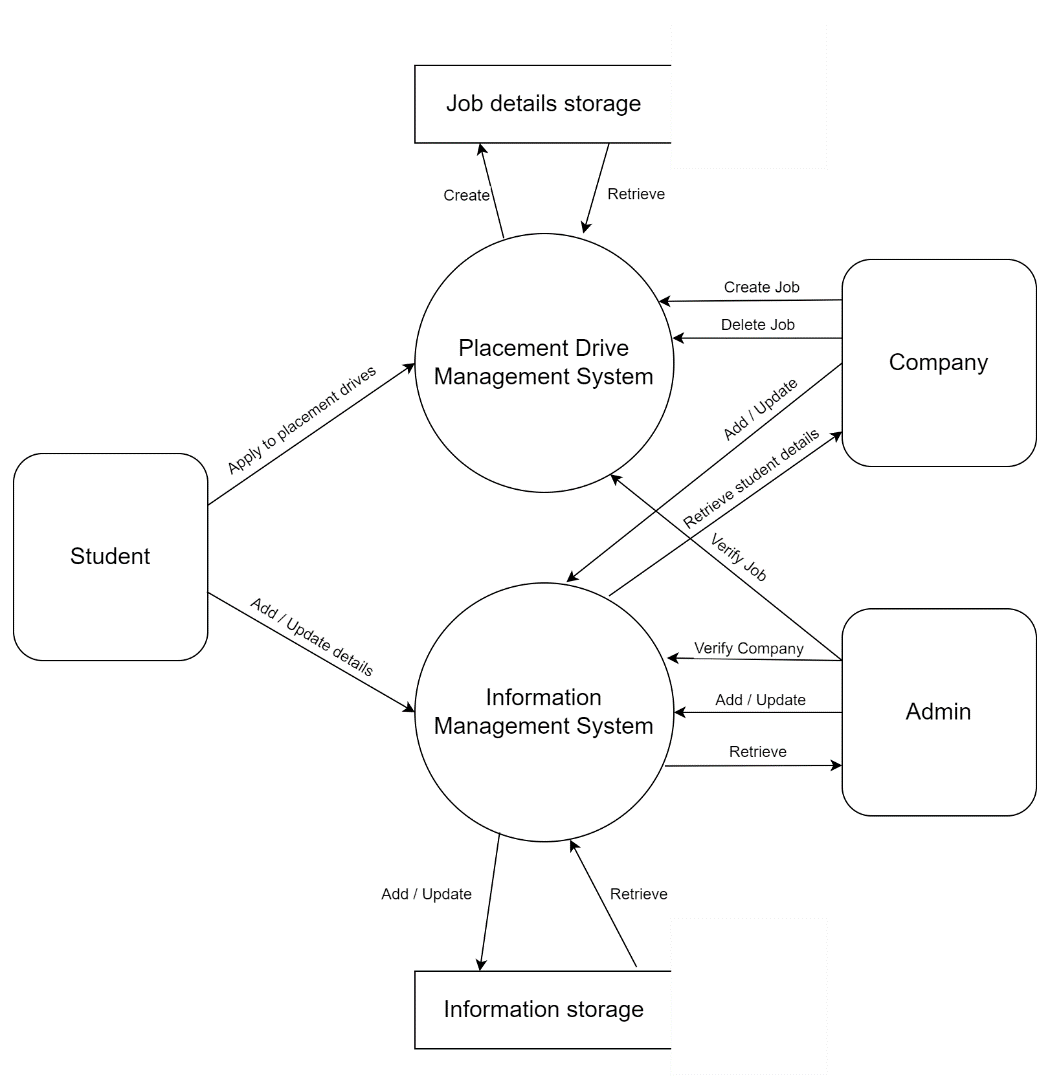 Job details storage
Create
Retrieve
Create Job
Delete Job
Placement Drive
Management System
Company
Apply to placement drives
Add / Update
Retrieve student details
Student
Verify Job
Add / Update details
Verify Company
Information
Management System
Add / Update
Admin
Retrieve
Add / Update
Retrieve
Information storage